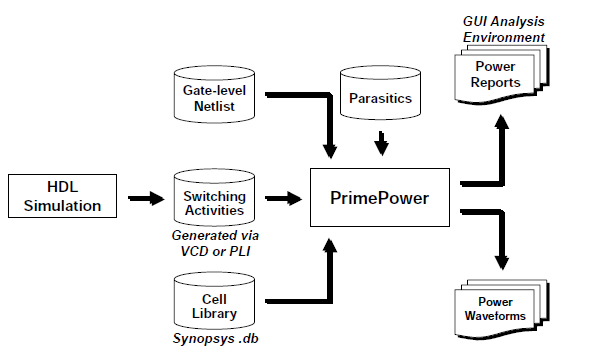 GUI Analysis
Environment
Power
Reports
Gate-level
Netlist
Parasitics
HDL
Simulation
Switching
Activities
Generated via
VCD or PLI
PrimePower
Cell
Library
Synopsys .db
Power
Waveforms